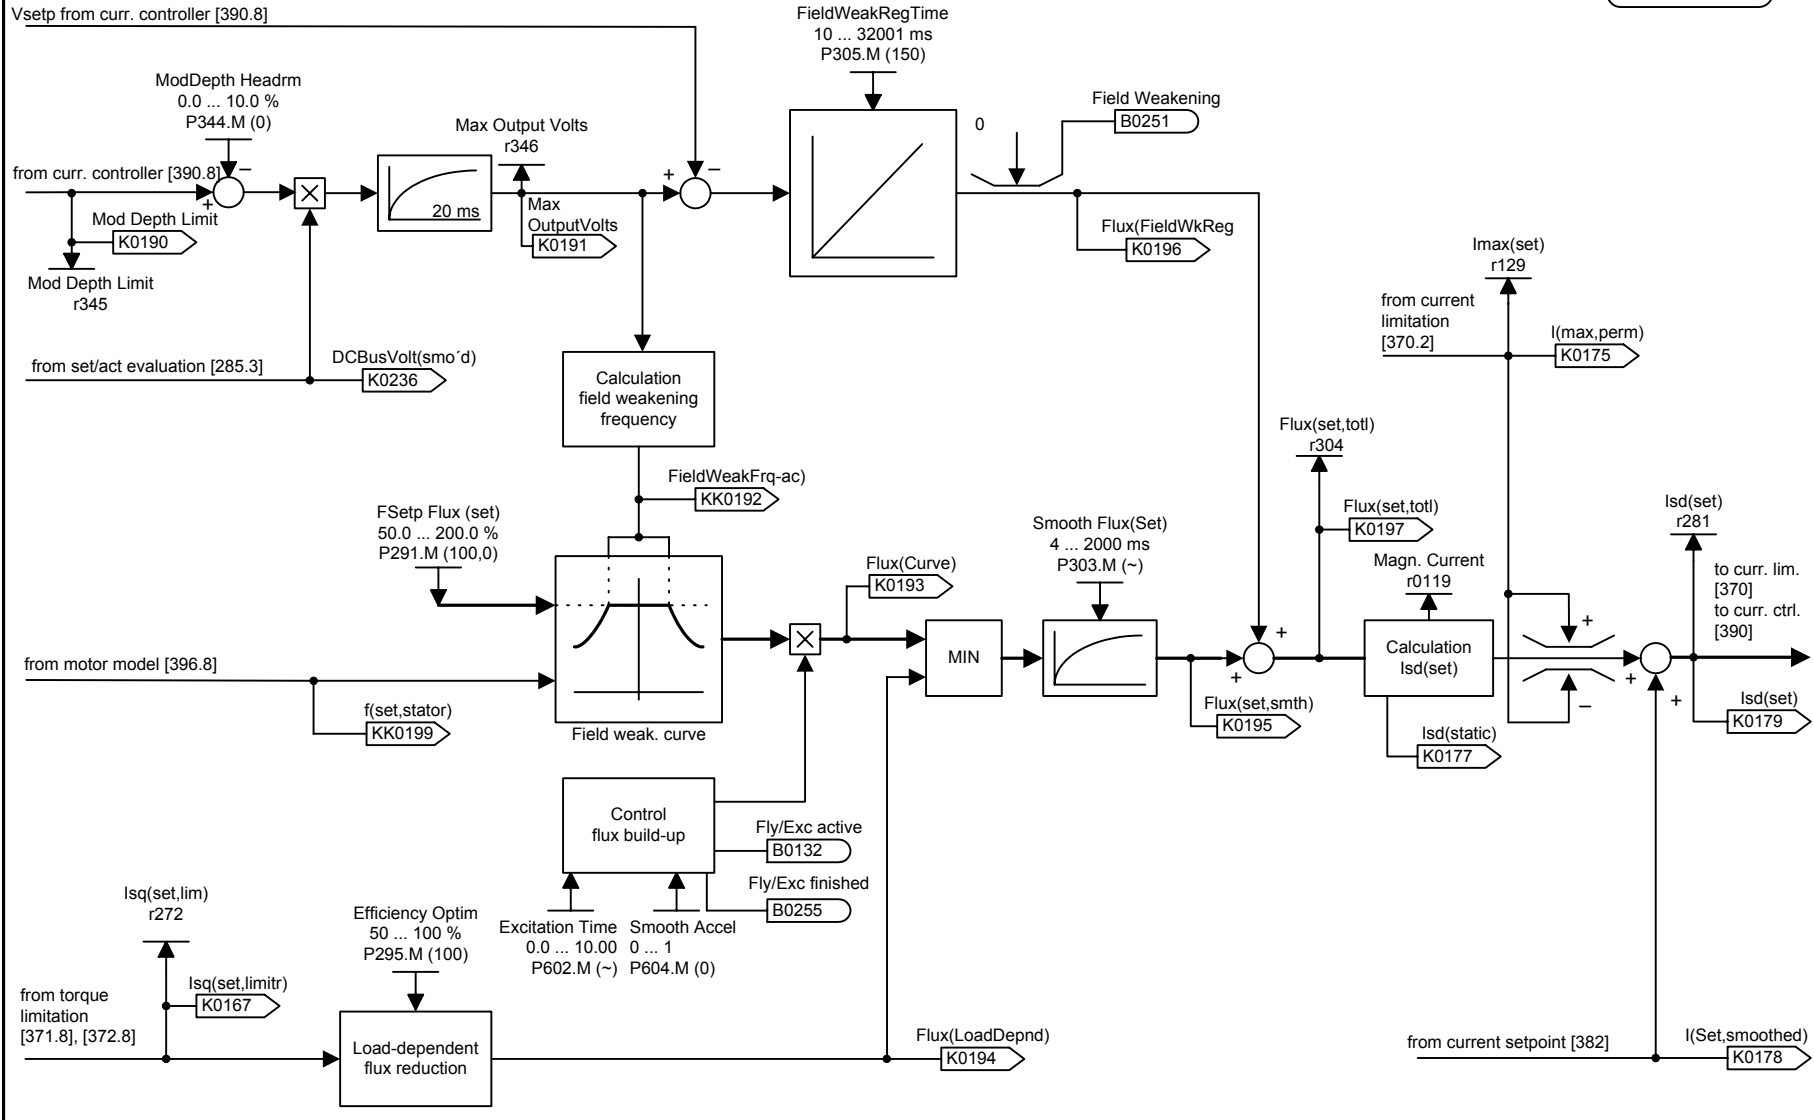 Vsetp from curr. controller [390.8]
FieldWeakRegTime
10 ... 32001 ms
P305.M (150)
ModDepth Headrm
0.0 ... 10.0 %
P344.M (0)
Max Output Volts
r346
Field Weakening
B0251
0
from curr. controller [390.8]
–
+
×
20 ms
+
–
Mod Depth Limit
K0190
Max
OutputVolts
K0191
Flux(FieldWkReg
K0196
Mod Depth Limit
r345
Imax(set)
r129
from current
limitation
[370.2]
I(max,perm)
K0175
from set/act evaluation [285.3]
DCBusVolt(smo´d)
K0236
Calculation
field weakening
frequency
FieldWeakFrq-ac)
KK0192
Flux(set,totl)
r304
Flux(set,totl)
K0197
FSetp Flux (set)
50.0 ... 200.0 %
P291.M (100,0)
Smooth Flux(Set)
4 ... 2000 ms
P303.M (~)
Isd(set)
r281
Flux(Curve)
K0193
Magn. Current
r0119
to curr. lim.
[370]
to curr. ctrl.
[390]
from motor model [396.8]
×
MIN
+
+
Calculation
Isd(set)
+
–
+
+
f(set,stator)
KK0199
Field weak. curve
Flux(set,smth)
K0195
Isd(static)
K0177
Isd(set)
K0179
Control
flux build-up
Fly/Exc active
B0132
Fly/Exc finished
B0255
Excitation Time
0.0 ... 10.00
P602.M (~)
Smooth Accel
0 ... 1
P604.M (0)
Isq(set,lim)
r272
Efficiency Optim
50 ... 100 %
P295.M (100)
Isq(set,limitr)
K0167
from torque
limitation
[371.8], [372.8]
Load-dependent
flux reduction
Flux(LoadDepnd)
K0194
from current setpoint [382]
I(Set,smoothed)
K0178